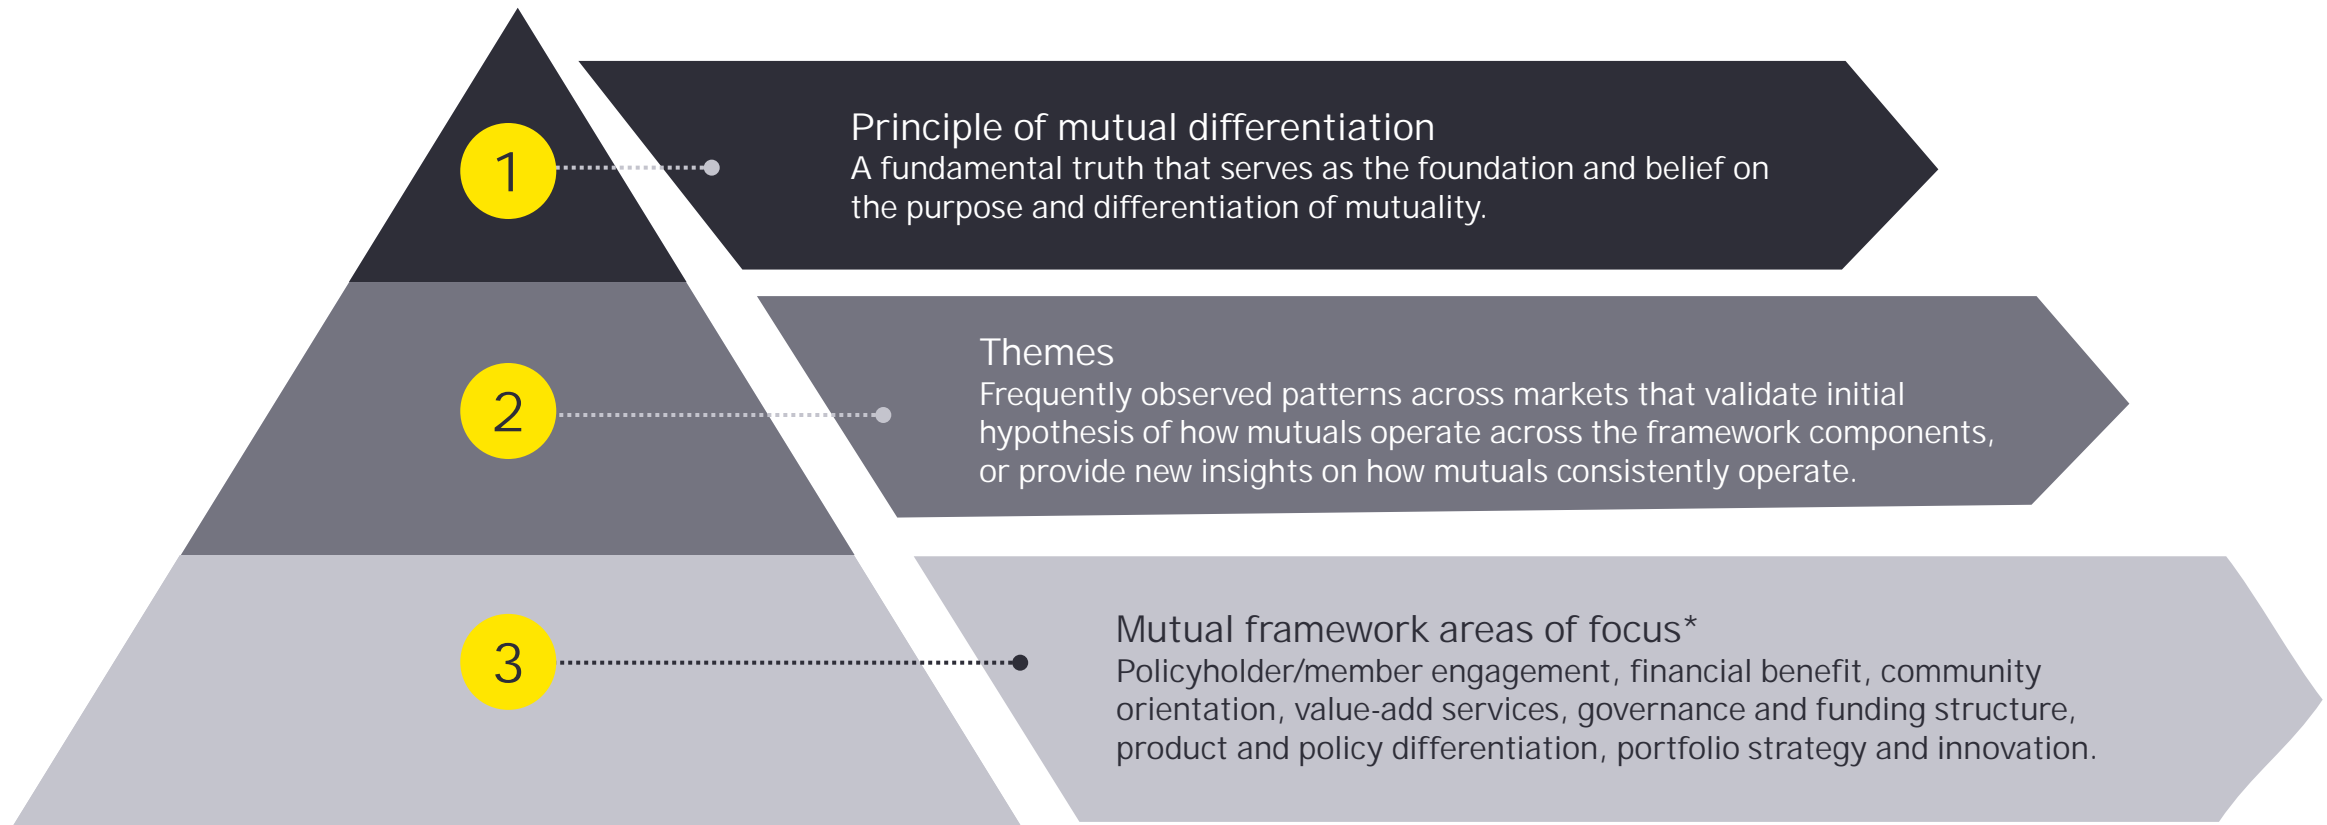 1
Principle of mutual differentiation
A fundamental truth that serves as the foundation and belief on
the purpose and differentiation of mutuality.
2
Themes
Frequently observed patterns across markets that validate initial
hypothesis of how mutuals operate across the framework components,
or provide new insights on how mutuals consistently operate.
3
Mutual framework areas of focus*
Policyholder/member engagement, financial benefit, community
orientation, value-add services, governance and funding structure,
product and policy differentiation, portfolio strategy and innovation.